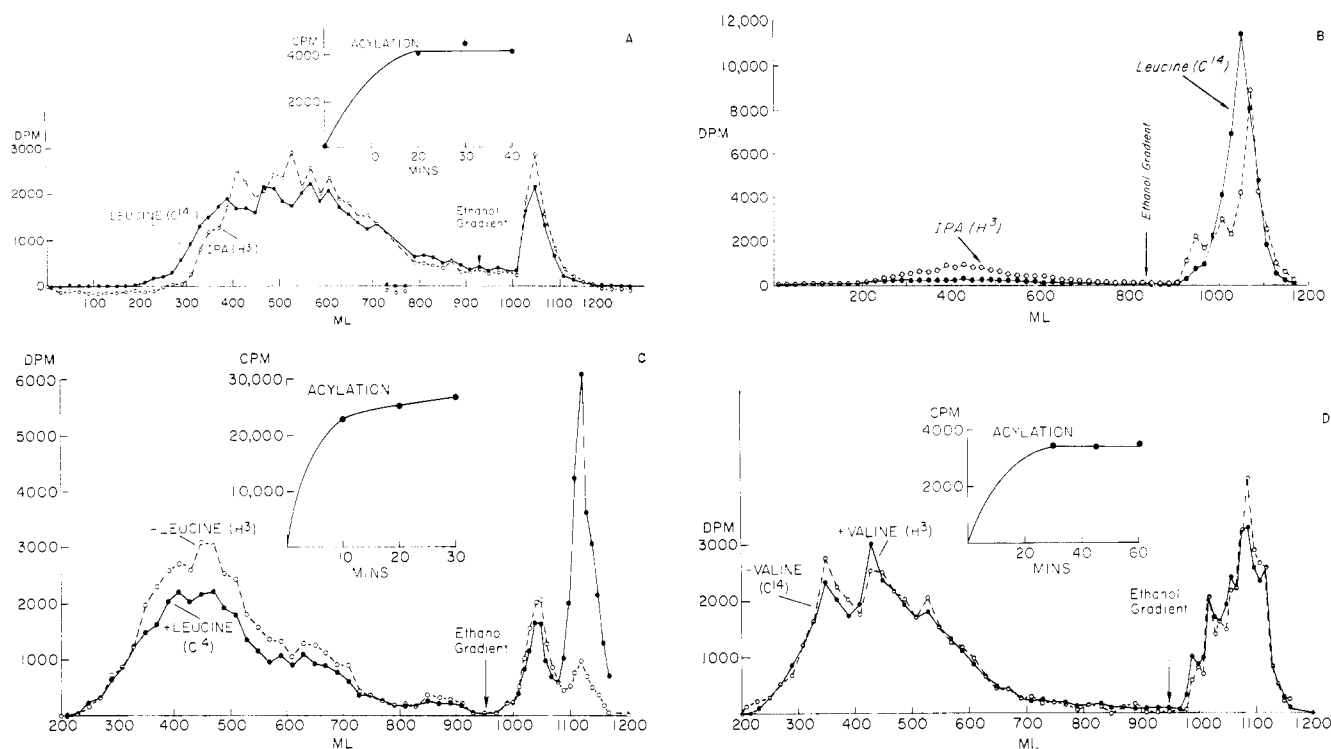 A
CPM
ACYLATION
4000
2000
10 20 30 40
MINS
DPM
3000
2000
1000
0
LEUCINE (C14)
IPA (H3)
Ethanol
Gradient
100 200 300 400 500 600 700 800 900 1000 1100 1200
ML
B
12,000
10,000
8000
6000
4000
2000
0
DPM
Leucine (C14)
IPA (H3)
Ethanol Gradient
200 400 600 800 1000 1200
ML
C
DPM
6000
5000
4000
3000
2000
1000
CPM
30,000
20,000
10,000
ACYLATION
10 20 30
MINS
-LEUCINE (H3)
+LEUCINE
Ethanol
Gradient
200 300 400 500 600 700 800 900 1000 1100 1200
ML
D
CPM
4000
2000
ACYLATION
20 40 60
MINS
DPM
3000
2000
1000
0
+VALINE (H3)
-VALINE
(C14)
Ethanol
Gradient
200 300 400 500 600 700 800 900 1000 1100 1200
ML